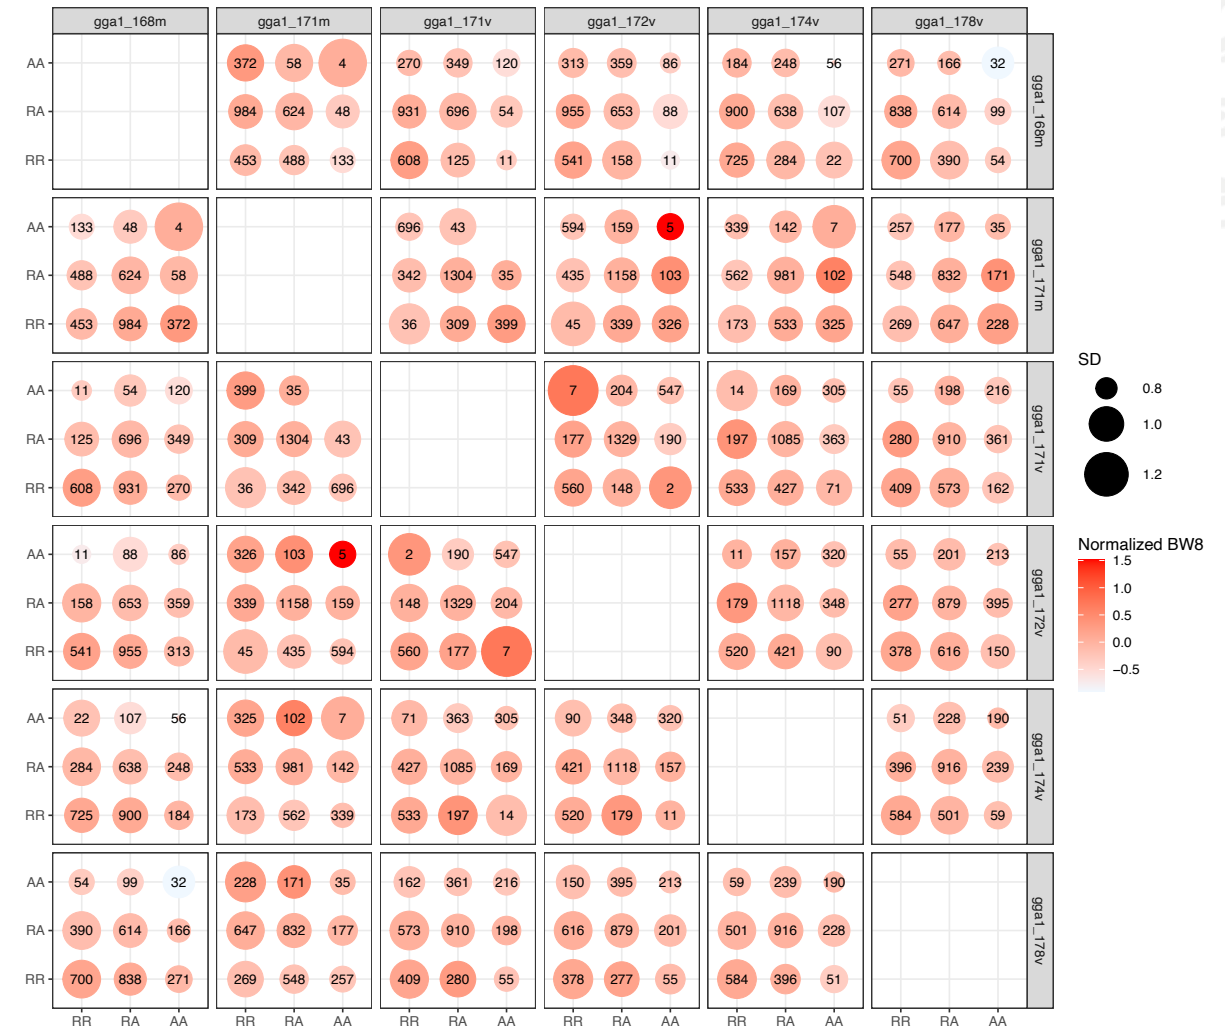 gga1_168m gga1_171m gga1_171v gga1_172v gga1_174v gga1_178v
AA 372 58 4 270 349 120 313 359 86 184 248 56 271 166 32
RA 984 624 48 931 696 54 955 653 88 900 638 107 838 614 99
RR 453 488 133 608 125 11 541 158 11 725 284 22 700 390 54
gga1_168m
AA 133 48 4 696 43 594 159 5 339 142 7 257 177 35
RA 488 624 58 342 1304 35 435 1158 103 562 981 102 548 832 171
RR 453 984 372 36 309 399 45 339 326 173 533 325 269 647 228
gga1_171m
AA 11 54 120 399 35 7 204 547 14 169 305 55 198 216
RA 125 696 349 309 1304 43 177 1329 190 197 1085 363 280 910 361
RR 608 931 270 36 342 696 560 148 2 533 427 71 409 573 162
gga1_171v
AA 11 88 86 326 103 5 2 190 547 11 157 320 55 201 213
RA 158 653 359 339 1158 159 148 1329 204 179 1118 348 277 879 395
RR 541 955 313 45 435 594 560 177 7 520 421 90 378 616 150
gga1_172v
AA 22 107 56 325 102 7 71 363 305 90 348 320 51 228 190
RA 284 638 248 533 981 142 427 1085 169 421 1118 157 396 916 239
RR 725 900 184 173 562 339 533 197 14 520 179 11 584 501 59
gga1_174v
AA 54 99 32 228 171 35 162 361 216 150 395 213 59 239 190
RA 390 614 166 647 832 177 573 910 198 616 879 201 501 916 228
RR 700 838 271 269 548 257 409 280 55 378 277 55 584 396 51
gga1_178v
RR RA AA RR RA AA RR RA AA RR RA AA RR RA AA RR RA AA
SD
0.8
1.0
1.2
Normalized BW8
1.5
1.0
0.5
0.0
−0.5